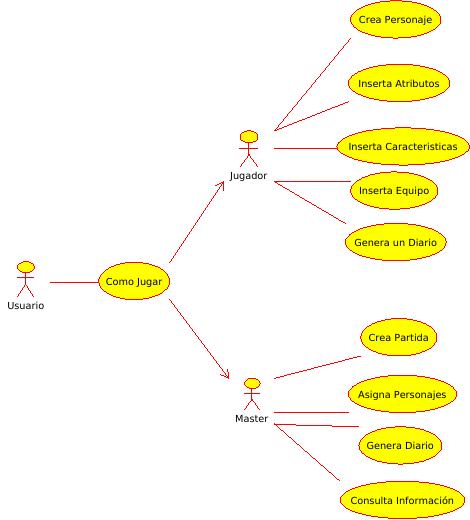 Crea Personaje
Inserta Atributos
Inserta Caracteristicas
Jugador
Inserta Equipo
Genera un Diario
Como Jugar
Usuario
Crea Partida
Asigna Personajes
Master
Genera Diario
Consulta Información